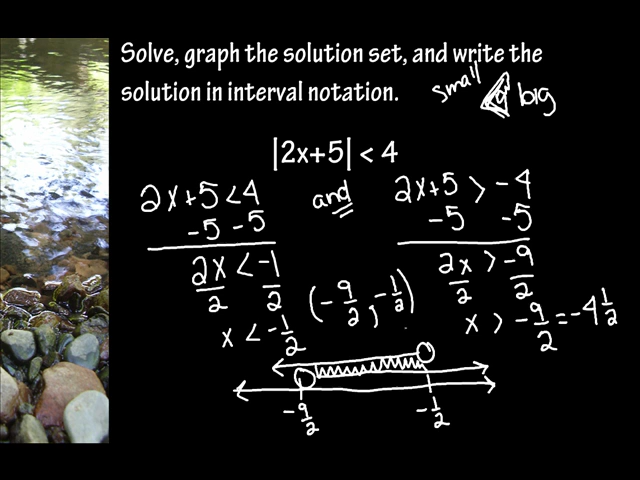 Solve, graph the solution set, and write the
solution in interval notation.
small big
|2x+5| < 4
2x+5 < 4 and 2x+5 > -4
-5 -5 -5 -5
2x < -1 2x > -9
2 2 2 2
x < -1/2 (-9/2, -1/2) x > -9/2 = -4 1/2
-9/2 -1/2